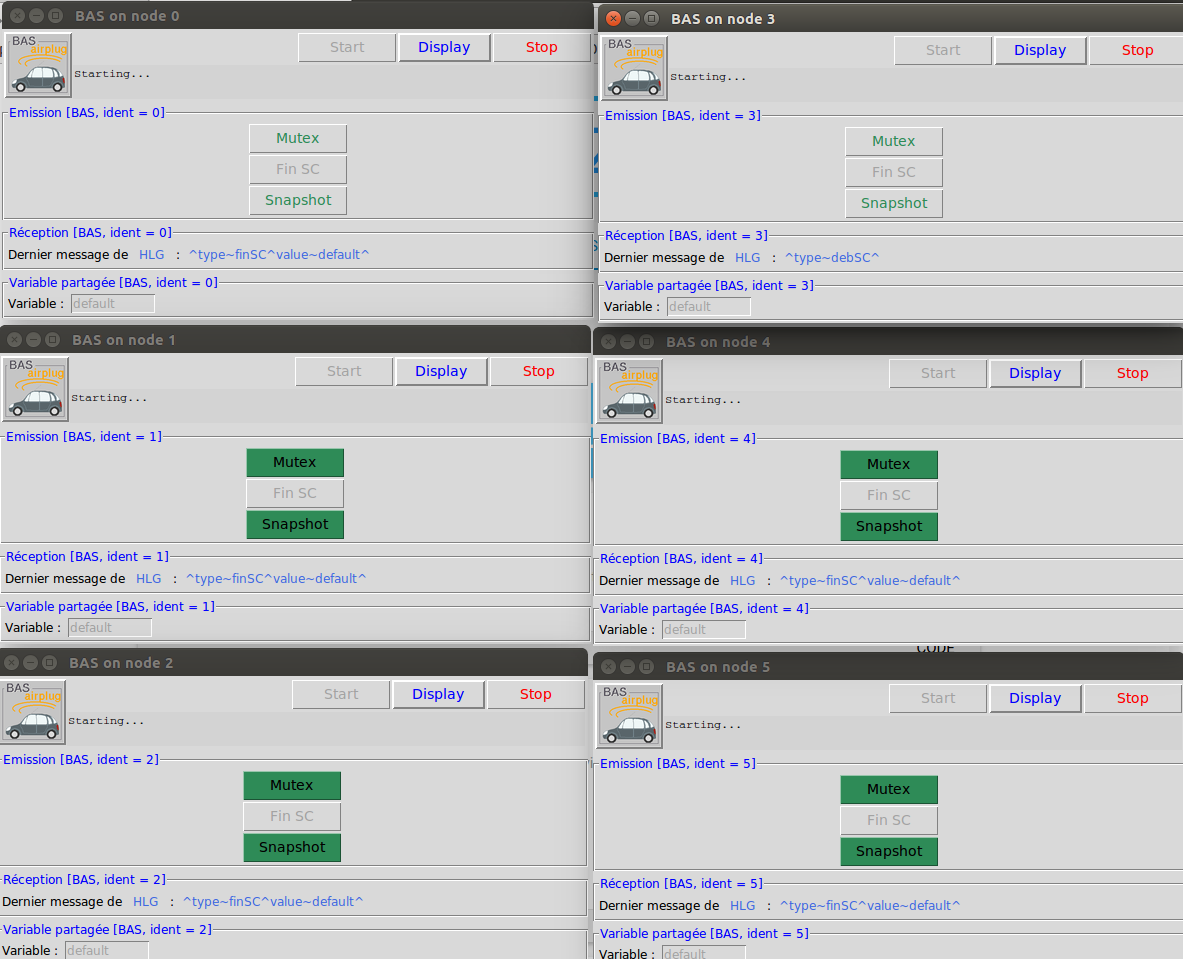 BAS on node 0
BAS
airplug
Start Display Stop
Starting...
Emission [BAS, ident = 0]
Mutex
Fin SC
Snapshot
Réception [BAS, ident = 0]
Dernier message de HLG : ^type~finSC^value~default^
Variable partagée [BAS, ident = 0]
Variable : default
BAS on node 3
BAS
airplug
Start Display Stop
Starting...
Emission [BAS, ident = 3]
Mutex
Fin SC
Snapshot
Réception [BAS, ident = 3]
Dernier message de HLG : ^type~debSC^
Variable partagée [BAS, ident = 3]
Variable : default
BAS on node 1
BAS
airplug
Start Display Stop
Starting...
Emission [BAS, ident = 1]
Mutex
Fin SC
Snapshot
Réception [BAS, ident = 1]
Dernier message de HLG : ^type~finSC^value~default^
Variable partagée [BAS, ident = 1]
Variable : default
BAS on node 4
BAS
airplug
Start Display Stop
Starting...
Emission [BAS, ident = 4]
Mutex
Fin SC
Snapshot
Réception [BAS, ident = 4]
Dernier message de HLG : ^type~finSC^value~default^
Variable partagée [BAS, ident = 4]
Variable : default
CODE
BAS on node 2
BAS
airplug
Start Display Stop
Starting...
Emission [BAS, ident = 2]
Mutex
Fin SC
Snapshot
Réception [BAS, ident = 2]
Dernier message de HLG : ^type~finSC^value~default^
Variable partagée [BAS, ident = 2]
Variable : default
BAS on node 5
BAS
airplug
Start Display Stop
Starting...
Emission [BAS, ident = 5]
Mutex
Fin SC
Snapshot
Réception [BAS, ident = 5]
Dernier message de HLG : ^type~finSC^value~default^
Variable partagée [BAS, ident = 5]
Variable : default